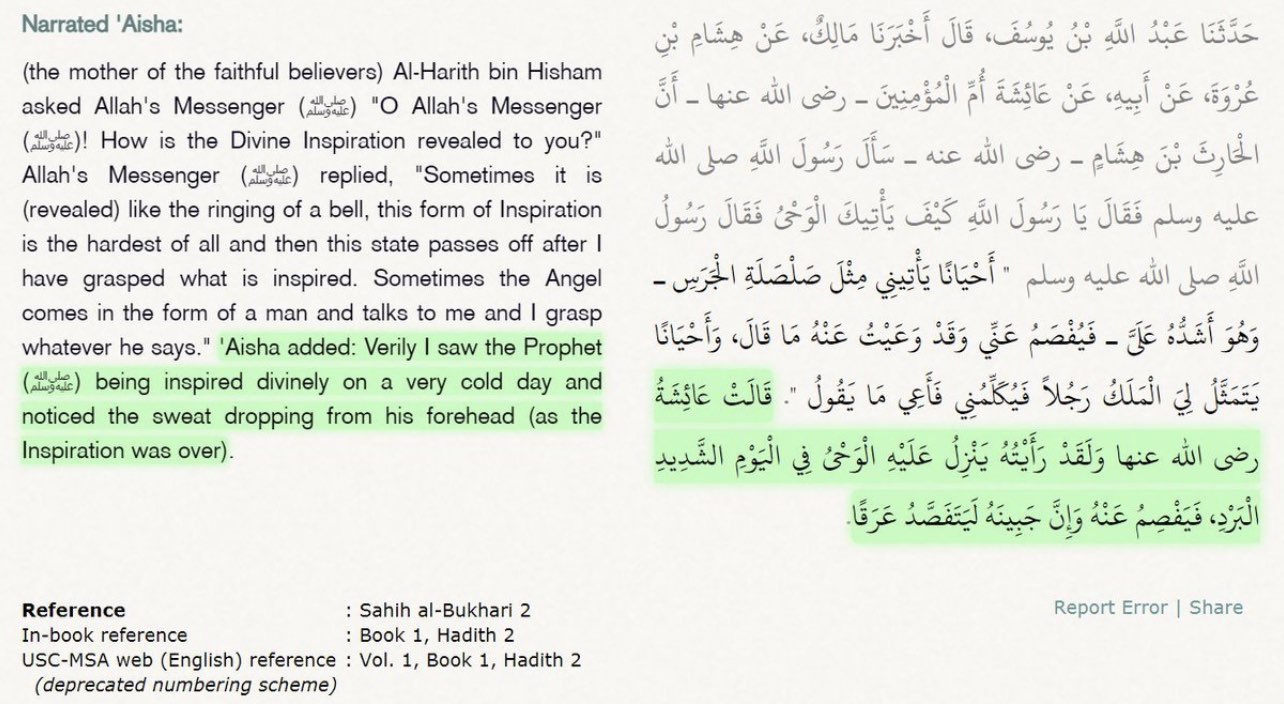 Narrated 'Aisha:
(the mother of the faithful believers) Al-Harith bin Hisham
asked Allah's Messenger (ﷺ) "O Allah's Messenger
(ﷺ)! How is the Divine Inspiration revealed to you?"
Allah's Messenger (ﷺ) replied, "Sometimes it is
(revealed) like the ringing of a bell, this form of Inspiration
is the hardest of all and then this state passes off after I
have grasped what is inspired. Sometimes the Angel
comes in the form of a man and talks to me and I grasp
whatever he says." 'Aisha added: Verily I saw the Prophet
(ﷺ) being inspired divinely on a very cold day and
noticed the sweat dropping from his forehead (as the
Inspiration was over).
حَدَّثَنَا عَبْدُ اللَّهِ بْنُ يُوسُفَ، قَالَ أَخْبَرَنَا مَالِكٌ، عَنْ هِشَامِ بْنِ
عُرْوَةَ، عَنْ أَبِيهِ، عَنْ عَائِشَةَ أُمِّ الْمُؤْمِنِينَ ـ رضى الله عنها ـ أَنَّ
الْحَارِثَ بْنَ هِشَامٍ ـ رضى الله عنه ـ سَأَلَ رَسُولَ اللَّهِ صلى الله
عليه وسلم فَقَالَ يَا رَسُولَ اللَّهِ كَيْفَ يَأْتِيكَ الْوَحْىُ فَقَالَ رَسُولُ
اللَّهِ صلى الله عليه وسلم " أَحْيَانًا يَأْتِينِي مِثْلَ صَلْصَلَةِ الْجَرَسِ ـ
وَهُوَ أَشَدُّهُ عَلَىَّ ـ فَيُفْصَمُ عَنِّي وَقَدْ وَعَيْتُ عَنْهُ مَا قَالَ، وَأَحْيَانًا
يَتَمَثَّلُ لِيَ الْمَلَكُ رَجُلاً فَيُكَلِّمُنِي فَأَعِي مَا يَقُولُ ". قَالَتْ عَائِشَةُ
رضى الله عنها وَلَقَدْ رَأَيْتُهُ يَنْزِلُ عَلَيْهِ الْوَحْىُ فِي الْيَوْمِ الشَّدِيدِ
الْبَرْدِ، فَيَفْصِمُ عَنْهُ وَإِنَّ جَبِينَهُ لَيَتَفَصَّدُ عَرَقًا.
Reference : Sahih al-Bukhari 2
In-book reference : Book 1, Hadith 2
USC-MSA web (English) reference : Vol. 1, Book 1, Hadith 2
(deprecated numbering scheme)
Report Error | Share